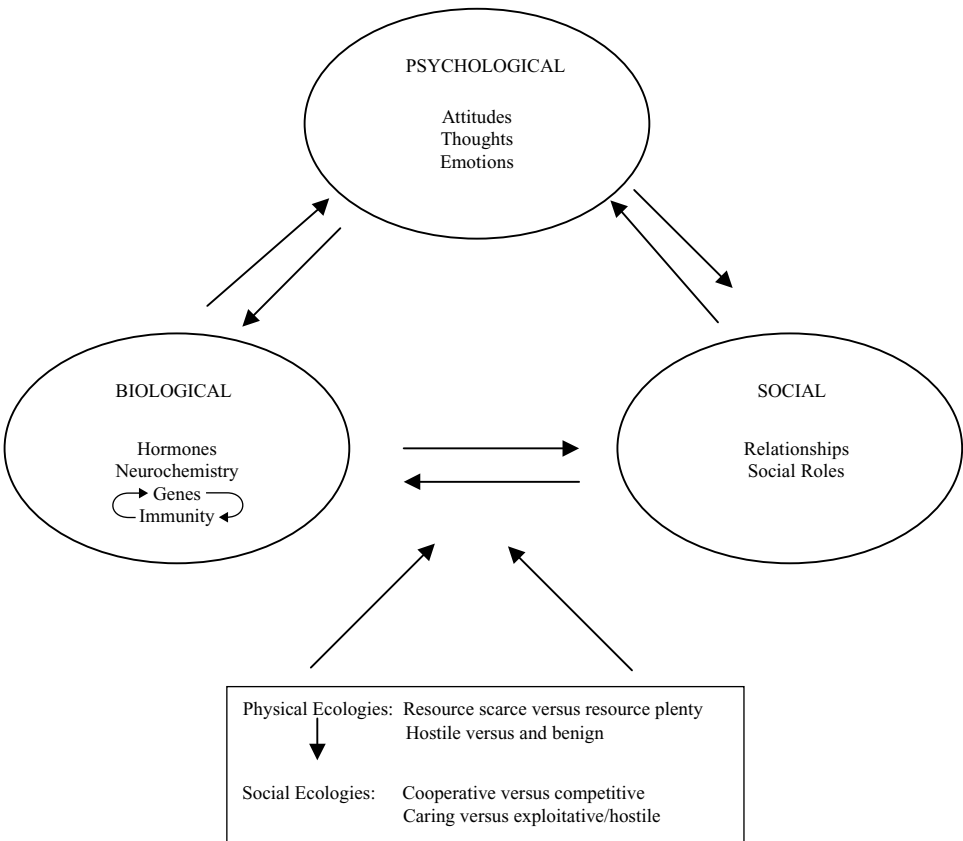 PSYCHOLOGICAL
Attitudes
Thoughts
Emotions
BIOLOGICAL
Hormones
Neurochemistry
Genes
Immunity
SOCIAL
Relationships
Social Roles
Physical Ecologies: Resource scarce versus resource plenty
Hostile versus and benign
Social Ecologies: Cooperative versus competitive
Caring versus exploitative/hostile